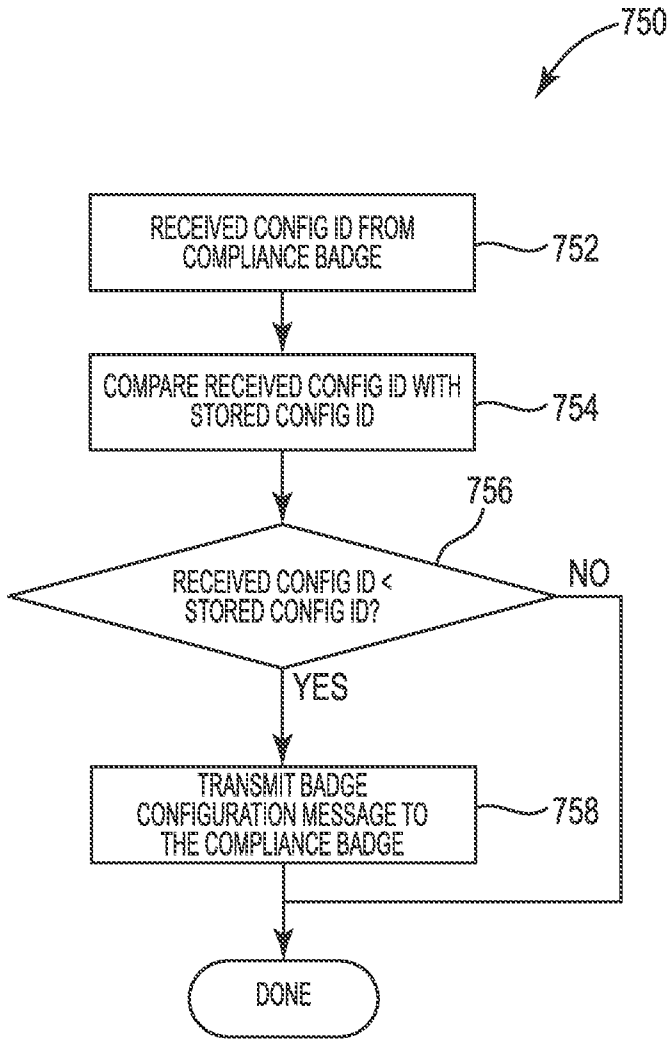 750
RECEIVED CONFIG ID FROM
COMPLIANCE BADGE
752
COMPARE RECEIVED CONFIG ID WITH
STORED CONFIG ID
754
756
RECEIVED CONFIG ID <
STORED CONFIG ID?
NO
YES
TRANSMIT BADGE
CONFIGURATION MESSAGE TO
THE COMPLIANCE BADGE
758
DONE